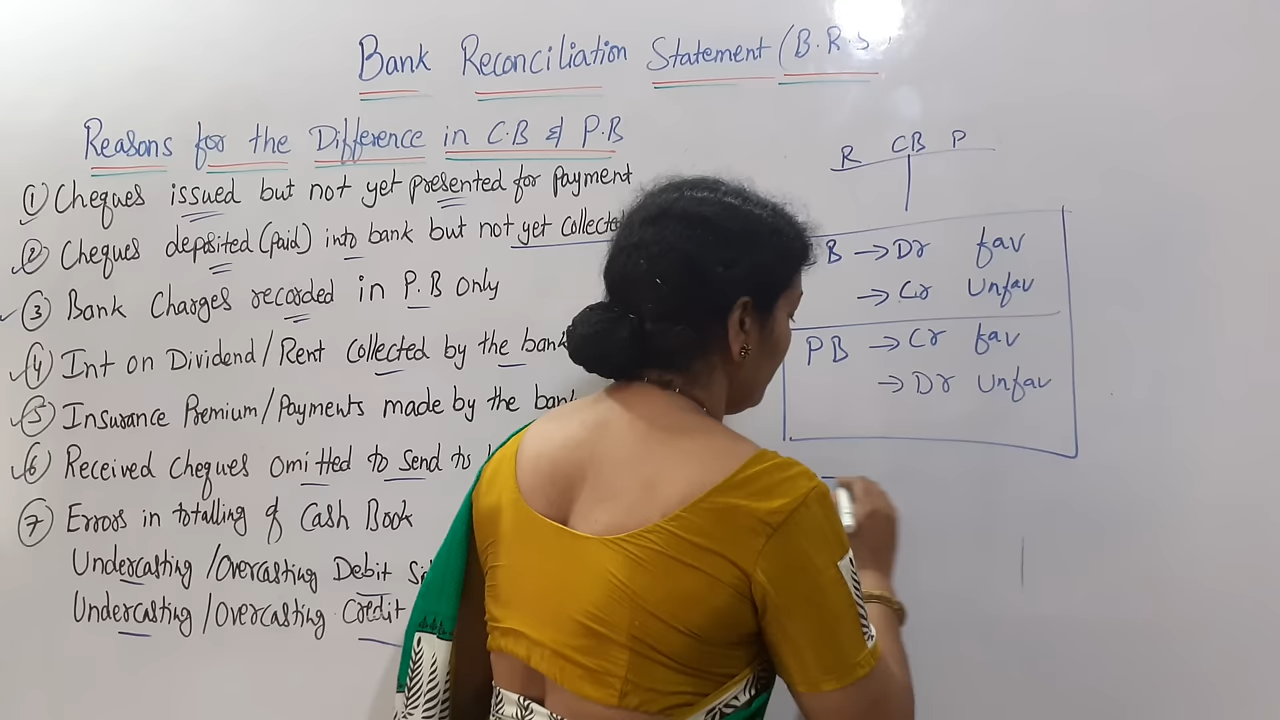 Bank Reconciliation Statement (B.R.S.
Reasons for the Difference in C.B & P.B
① Cheques issued but not yet presented for Payment
② Cheques deposited (paid) into bank but not yet collected
③ Bank Charges recorded in P.B only
④ Int on Dividend/Rent Collected by the bank
⑤ Insurance Premium/Payments made by the bank
⑥ Received Cheques omitted to send to
⑦ Errors in totalling of Cash Book
Undercasting /Overcasting Debit
Undercasting /Overcasting Credit
R CB P
B → Dr fav
→ Cr Unfav
PB → Cr fav
→ Dr Unfav